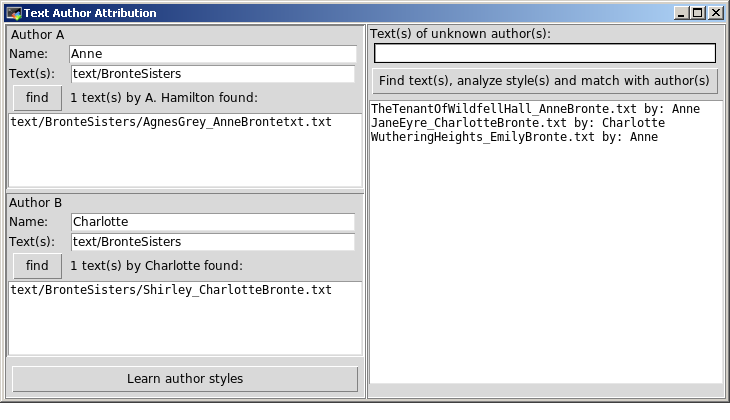 Text Author Attribution
Author A
Name: Anne
Text(s): text/BronteSisters
find 1 text(s) by A. Hamilton found:
text/BronteSisters/AgnesGrey_AnneBrontetxt.txt
Author B
Name: Charlotte
Text(s): text/BronteSisters
find 1 text(s) by Charlotte found:
text/BronteSisters/Shirley_CharlotteBronte.txt
Learn author styles
Text(s) of unknown author(s):
Find text(s), analyze style(s) and match with author(s)
TheTenantOfWildfellHall_AnneBronte.txt by: Anne
JaneEyre_CharlotteBronte.txt by: Charlotte
WutheringHeights_EmilyBronte.txt by: Anne